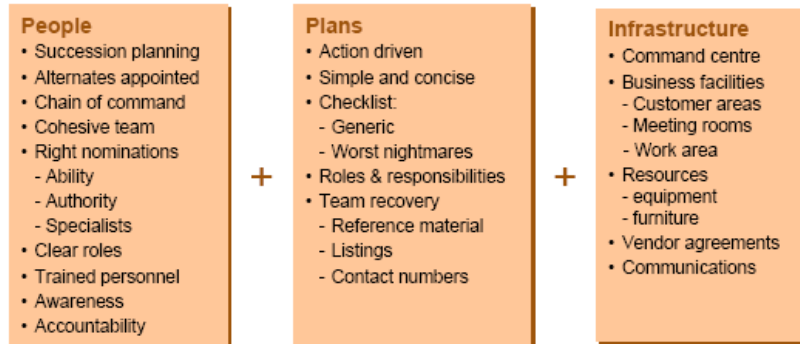 People
• Succession planning
• Alternates appointed
• Chain of command
• Cohesive team
• Right nominations
- Ability
- Authority
- Specialists
• Clear roles
• Trained personnel
• Awareness
• Accountability
+
Plans
• Action driven
• Simple and concise
• Checklist:
- Generic
- Worst nightmares
• Roles & responsibilities
• Team recovery
- Reference material
- Listings
- Contact numbers
+
Infrastructure
• Command centre
• Business facilities
- Customer areas
- Meeting rooms
- Work area
• Resources
- equipment
- furniture
• Vendor agreements
• Communications